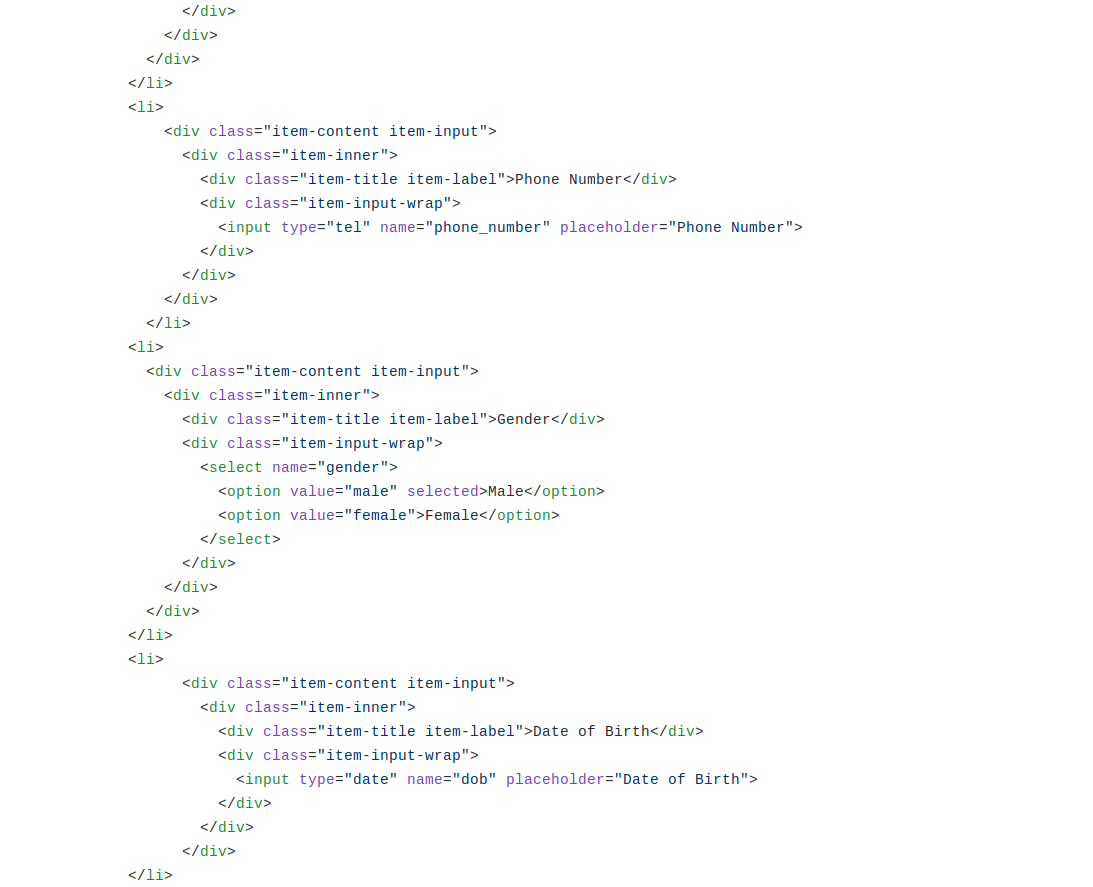 </div>
                  </div>
                </div>
              </li>
              <li>
                  <div class="item-content item-input">
                    <div class="item-inner">
                      <div class="item-title item-label">Phone Number</div>
                      <div class="item-input-wrap">
                        <input type="tel" name="phone_number" placeholder="Phone Number">
                      </div>
                    </div>
                  </div>
                </li>
              <li>
                <div class="item-content item-input">
                  <div class="item-inner">
                    <div class="item-title item-label">Gender</div>
                    <div class="item-input-wrap">
                      <select name="gender">
                        <option value="male" selected>Male</option>
                        <option value="female">Female</option>
                      </select>
                    </div>
                  </div>
                </div>
              </li>
              <li>
                    <div class="item-content item-input">
                      <div class="item-inner">
                        <div class="item-title item-label">Date of Birth</div>
                        <div class="item-input-wrap">
                          <input type="date" name="dob" placeholder="Date of Birth">
                        </div>
                      </div>
                    </div>
              </li>